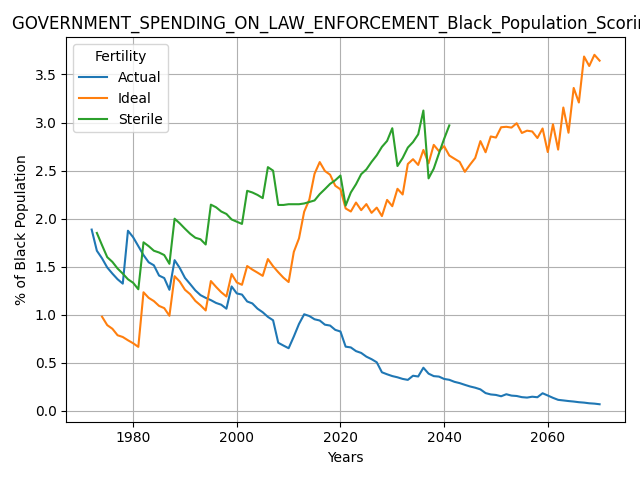 GOVERNMENT_SPENDING_ON_LAW_ENFORCEMENT_Black_Population_Scorin
Fertility
Actual
Ideal
Sterile
% of Black Population
3.5
3.0
2.5
2.0
1.5
1.0
0.5
0.0
1980 2000 2020 2040 2060
Years